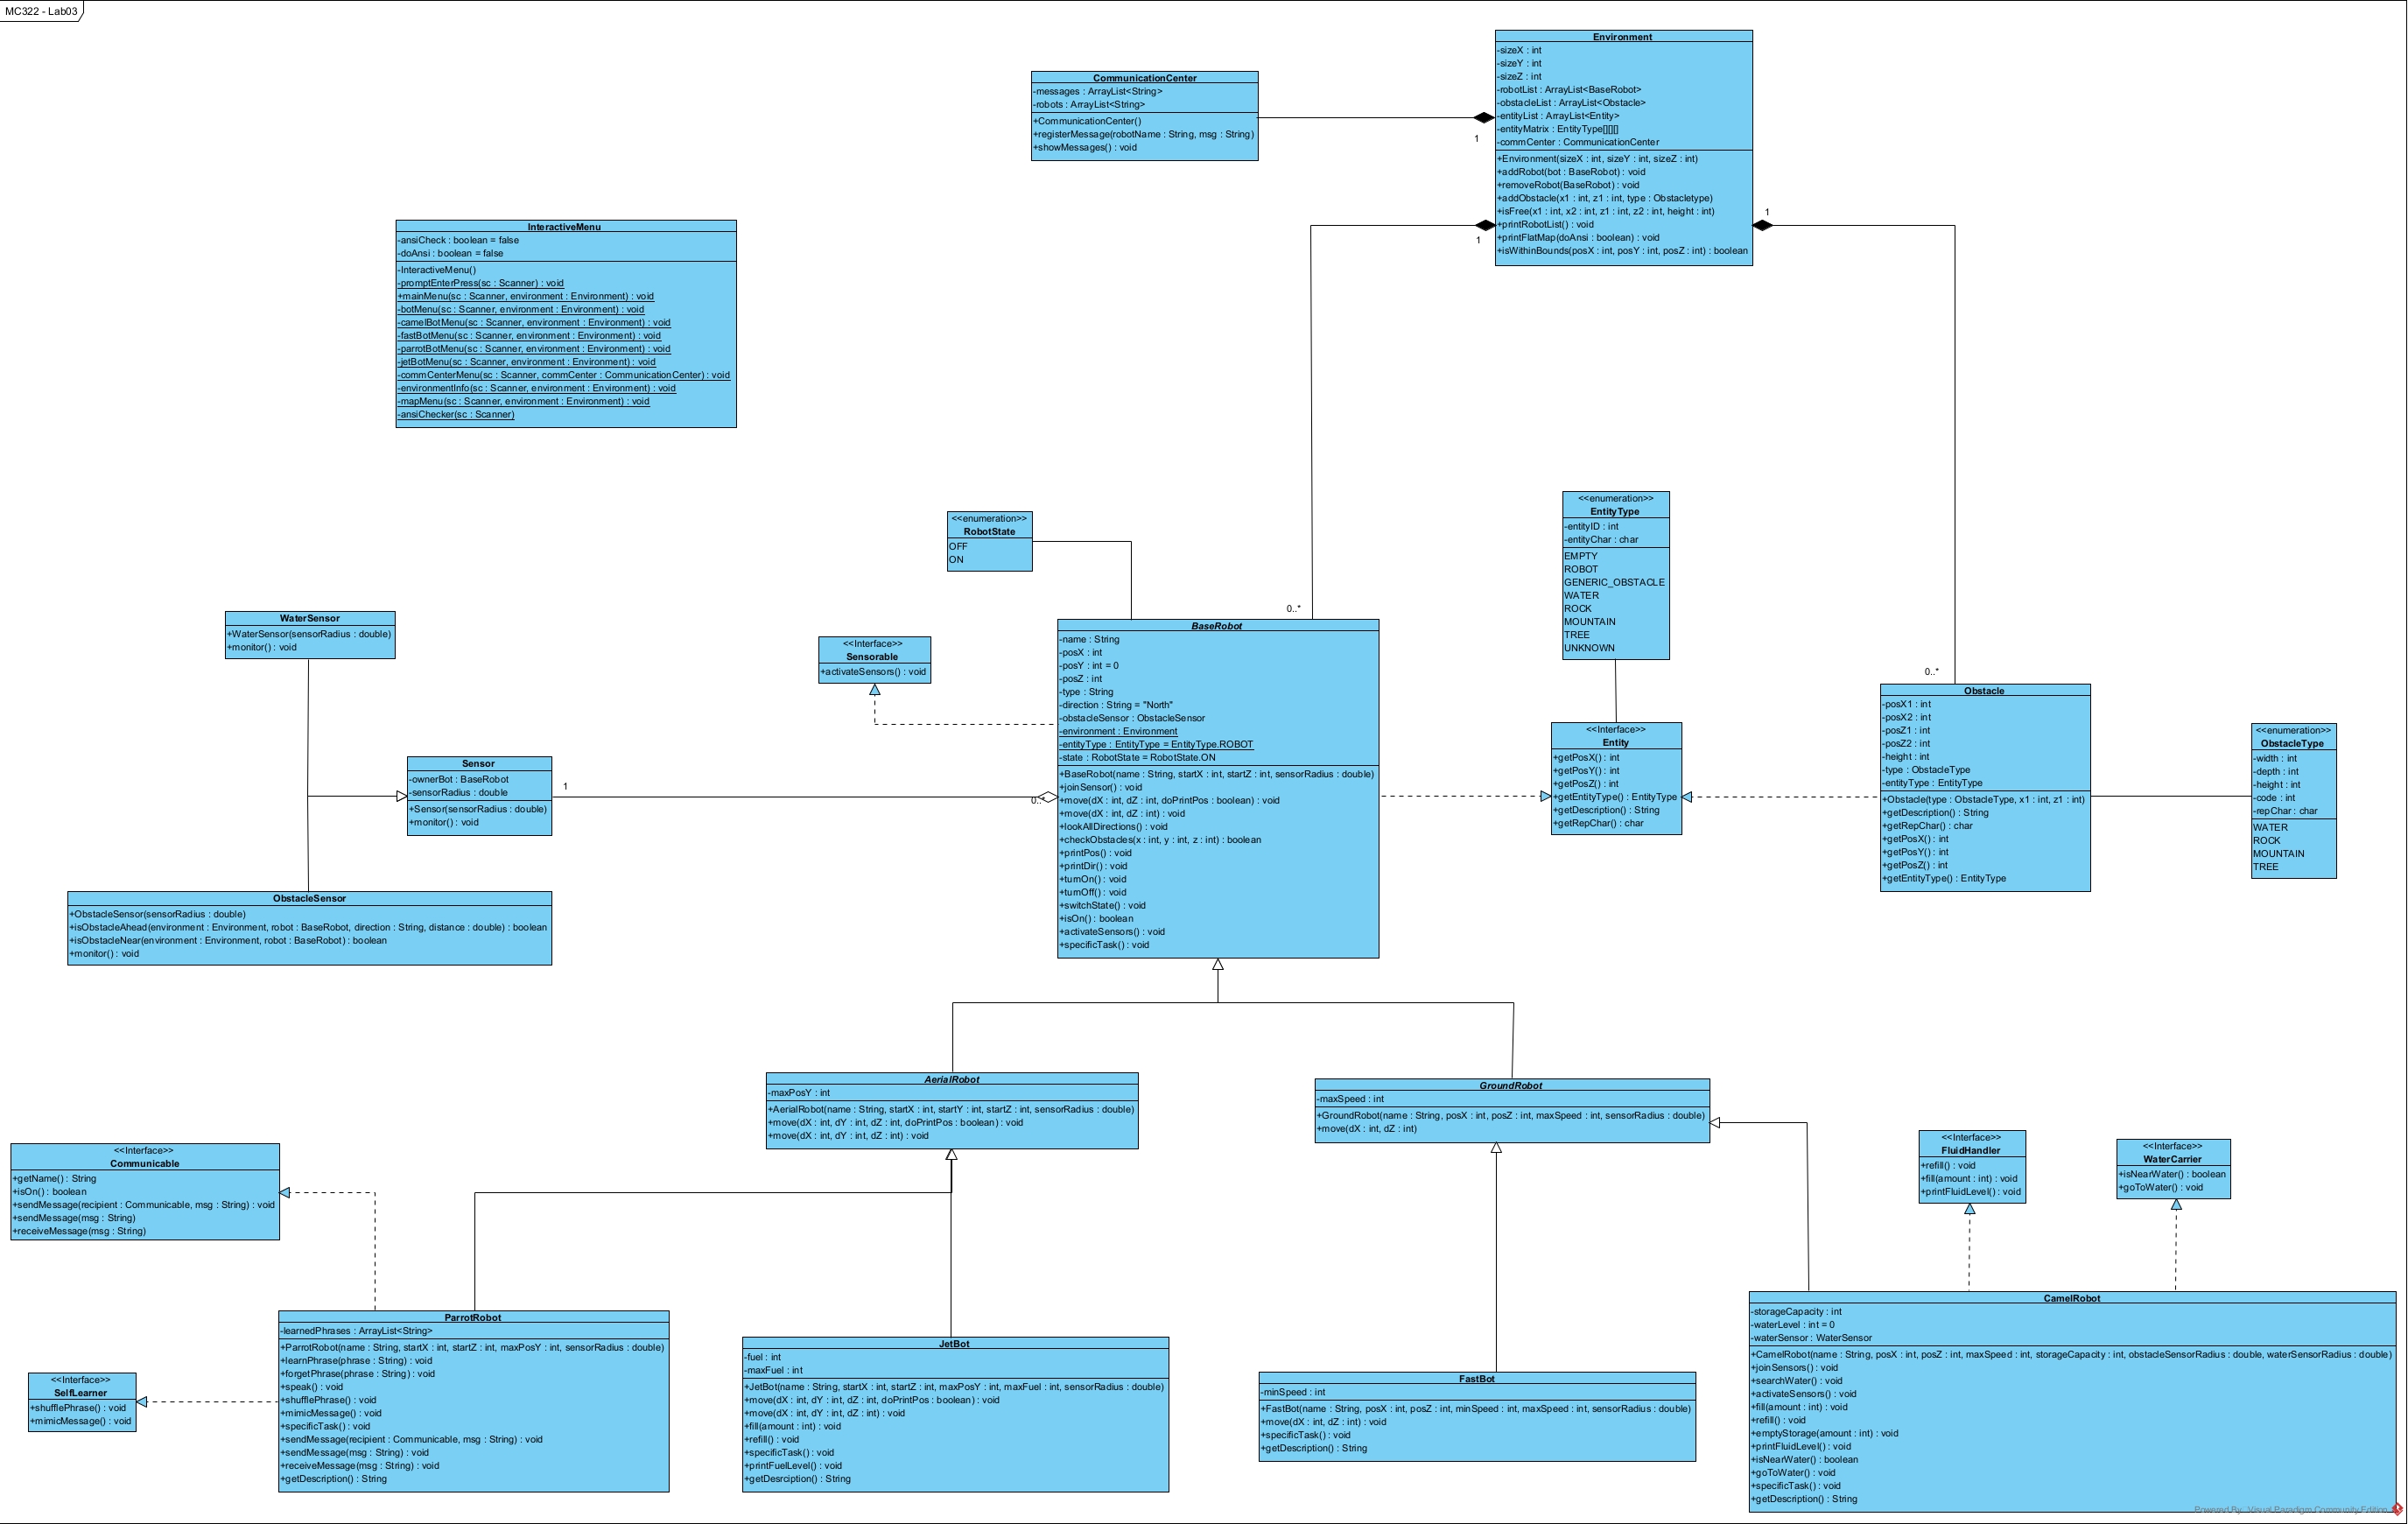 MC322 - Lab03
Environment
-sizeX : int
-sizeY : int
-sizeZ : int
-robotList : ArrayList<BaseRobot>
-obstacleList : ArrayList<Obstacle>
-entityList : ArrayList<Entity>
-entityMatrix : EntityType[][][]
-commCenter : CommunicationCenter
+Environment(sizeX : int, sizeY : int, sizeZ : int)
+addRobot(bot : BaseRobot) : void
+removeRobot(BaseRobot) : void
+addObstacle(x1 : int, z1 : int, type : Obstacletype)
+isFree(x1 : int, x2 : int, z1 : int, z2 : int, height : int)
+printRobotList() : void
+printFlatMap(doAnsi : boolean) : void
+isWithinBounds(posX : int, posY : int, posZ : int) : boolean
CommunicationCenter
-messages : ArrayList<String>
-robots : ArrayList<String>
+CommunicationCenter()
+registerMessage(robotName : String, msg : String)
+showMessages() : void
1
1
1
InteractiveMenu
-ansiCheck : boolean = false
-doAnsi : boolean = false
-InteractiveMenu()
-promptEnterPress(sc : Scanner) : void
+mainMenu(sc : Scanner, environment : Environment) : void
-botMenu(sc : Scanner, environment : Environment) : void
-camelBotMenu(sc : Scanner, environment : Environment) : void
-fastBotMenu(sc : Scanner, environment : Environment) : void
-parrotBotMenu(sc : Scanner, environment : Environment) : void
-jetBotMenu(sc : Scanner, environment : Environment) : void
-commCenterMenu(sc : Scanner, commCenter : CommunicationCenter) : void
-environmentInfo(sc : Scanner, environment : Environment) : void
-mapMenu(sc : Scanner, environment : Environment) : void
-ansiChecker(sc : Scanner)
<<enumeration>>
RobotState
OFF
ON
<<enumeration>>
EntityType
-entityID : int
-entityChar : char
EMPTY
ROBOT
GENERIC_OBSTACLE
WATER
ROCK
MOUNTAIN
TREE
UNKNOWN
0..*
0..*
WaterSensor
+WaterSensor(sensorRadius : double)
+monitor() : void
<<Interface>>
Sensorable
+activateSensors() : void
BaseRobot
-name : String
-posX : int
-posY : int = 0
-posZ : int
-type : String
-direction : String = "North"
-obstacleSensor : ObstacleSensor
-environment : Environment
-entityType : EntityType = EntityType.ROBOT
-state : RobotState = RobotState.ON
+BaseRobot(name : String, startX : int, startZ : int, sensorRadius : double)
+joinSensor() : void
+move(dX : int, dZ : int, doPrintPos : boolean) : void
+move(dX : int, dZ : int) : void
+lookAllDirections() : void
+checkObstacles(x : int, y : int, z : int) : boolean
+printPos() : void
+printDir() : void
+turnOn() : void
+turnOff() : void
+switchState() : void
+isOn() : boolean
+activateSensors() : void
+specificTask() : void
<<Interface>>
Entity
+getPosX() : int
+getPosY() : int
+getPosZ() : int
+getEntityType() : EntityType
+getDescription() : String
+getRepChar() : char
Obstacle
-posX1 : int
-posX2 : int
-posZ1 : int
-posZ2 : int
-height : int
-type : ObstacleType
-entityType : EntityType
+Obstacle(type : ObstacleType, x1 : int, z1 : int)
+getDescription() : String
+getRepChar() : char
+getPosX() : int
+getPosY() : int
+getPosZ() : int
+getEntityType() : EntityType
<<enumeration>>
ObstacleType
-width : int
-depth : int
-height : int
-code : int
-repChar : char
WATER
ROCK
MOUNTAIN
TREE
Sensor
-ownerBot : BaseRobot
-sensorRadius : double
+Sensor(sensorRadius : double)
+monitor() : void
1
0..*
ObstacleSensor
+ObstacleSensor(sensorRadius : double)
+isObstacleAhead(environment : Environment, robot : BaseRobot, direction : String, distance : double) : boolean
+isObstacleNear(environment : Environment, robot : BaseRobot) : boolean
+monitor() : void
AerialRobot
-maxPosY : int
+AerialRobot(name : String, startX : int, startY : int, startZ : int, sensorRadius : double)
+move(dX : int, dY : int, dZ : int, doPrintPos : boolean) : void
+move(dX : int, dY : int, dZ : int) : void
GroundRobot
-maxSpeed : int
+GroundRobot(name : String, posX : int, posZ : int, maxSpeed : int, sensorRadius : double)
+move(dX : int, dZ : int)
<<Interface>>
Communicable
+getName() : String
+isOn() : boolean
+sendMessage(recipient : Communicable, msg : String) : void
+sendMessage(msg : String)
+receiveMessage(msg : String)
<<Interface>>
FluidHandler
+refill() : void
+fill(amount : int) : void
+printFluidLevel() : void
<<Interface>>
WaterCarrier
+isNearWater() : boolean
+goToWater() : void
<<Interface>>
SelfLearner
+shufflePhrase() : void
+mimicMessage() : void
ParrotRobot
-learnedPhrases : ArrayList<String>
+ParrotRobot(name : String, startX : int, startZ : int, maxPosY : int, sensorRadius : double)
+learnPhrase(phrase : String) : void
+forgetPhrase(phrase : String) : void
+speak() : void
+shufflePhrase() : void
+mimicMessage() : void
+specificTask() : void
+sendMessage(recipient : Communicable, msg : String) : void
+sendMessage(msg : String) : void
+receiveMessage(msg : String) : void
+getDescription() : String
JetBot
-fuel : int
-maxFuel : int
+JetBot(name : String, startX : int, startZ : int, maxPosY : int, maxFuel : int, sensorRadius : double)
+move(dX : int, dY : int, dZ : int, doPrintPos : boolean) : void
+move(dX : int, dY : int, dZ : int) : void
+fill(amount : int) : void
+refill() : void
+specificTask() : void
+printFuelLevel() : void
+getDesrciption() : String
FastBot
-minSpeed : int
+FastBot(name : String, posX : int, posZ : int, minSpeed : int, maxSpeed : int, sensorRadius : double)
+move(dX : int, dZ : int) : void
+specificTask() : void
+getDescription() : String
CamelRobot
-storageCapacity : int
-waterLevel : int = 0
-waterSensor : WaterSensor
+CamelRobot(name : String, posX : int, posZ : int, maxSpeed : int, storageCapacity : int, obstacleSensorRadius : double, waterSensorRadius : double)
+joinSensors() : void
+searchWater() : void
+activateSensors() : void
+fill(amount : int) : void
+refill() : void
+emptyStorage(amount : int) : void
+printFluidLevel() : void
+isNearWater() : boolean
+goToWater() : void
+specificTask() : void
+getDescription() : String
Powered By Visual Paradigm Community Edition